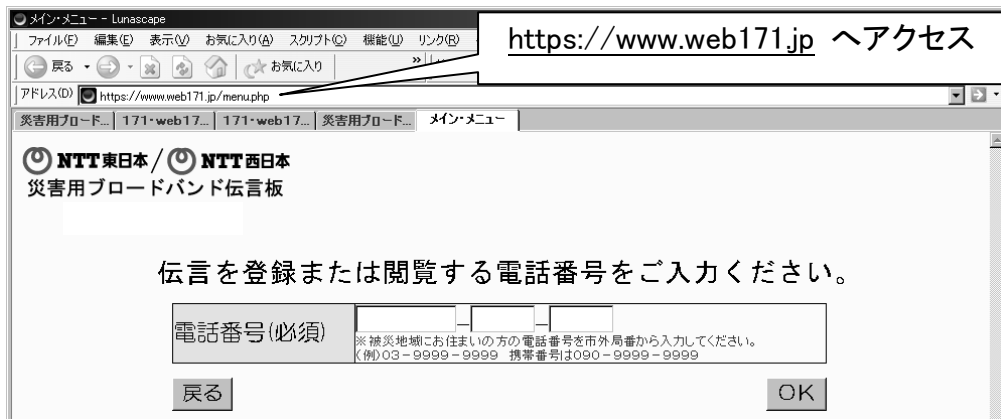 メイン・メニュー - Lunascape
https://www.web171.jp へアクセス
ファイル(F) 編集(E) 表示(V) お気に入り(A) スクリプト(C) 機能(U) リンク(R)
戻る お気に入り »
アドレス(D) https://www.web171.jp/menu.php
災害用ブロード... 171・web17... 171・web17... 災害用ブロード... メイン・メニュー
NTT東日本/NTT西日本
災害用ブロードバンド伝言板
伝言を登録または閲覧する電話番号をご入力ください。
電話番号(必須) - -
※被災地域にお住まいの方の電話番号を市外局番から入力してください。
(例)03-9999-9999 携帯番号は090-9999-9999
戻る OK